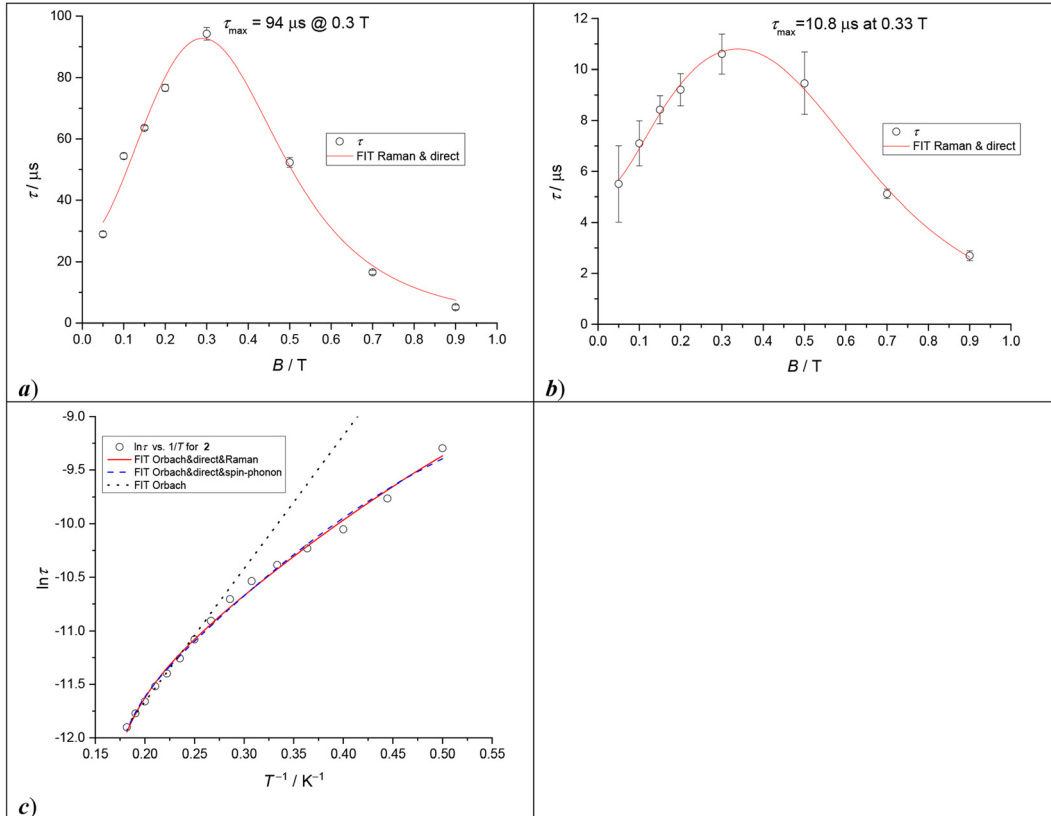 τmax = 94 μs @ 0.3 T
100
80
60
40
20
0
τ / μs
τ
FIT Raman & direct
0.0 0.1 0.2 0.3 0.4 0.5 0.6 0.7 0.8 0.9 1.0
B / T
a)
τmax=10.8 μs at 0.33 T
12
10
8
6
4
2
0
τ / μs
τ
FIT Raman & direct
0.0 0.1 0.2 0.3 0.4 0.5 0.6 0.7 0.8 0.9 1.0
B / T
b)
-9.0
-9.5
-10.0
-10.5
-11.0
-11.5
-12.0
lnτ
lnτ vs. 1/T for 2
FIT Orbach&direct&Raman
FIT Orbach&direct&spin-phonon
FIT Orbach
0.15 0.20 0.25 0.30 0.35 0.40 0.45 0.50 0.55
T⁻¹ / K⁻¹
c)